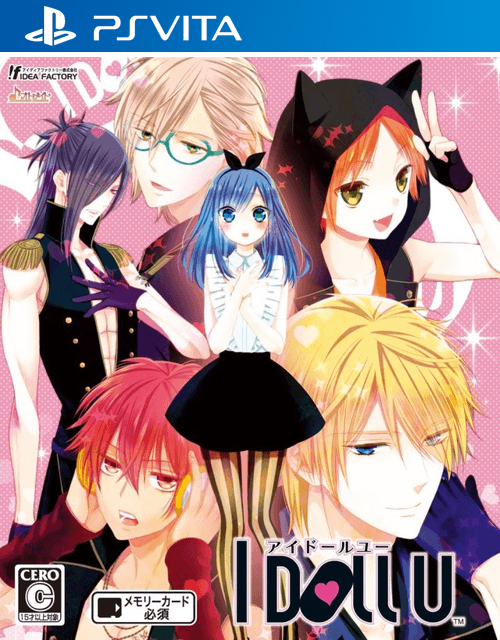 PSVITA
アイディアファクトリー株式会社
IDEA FACTORY
アイドールユー
I DOLL U
TM
CERO
C
15才以上対象
メモリーカード
必須